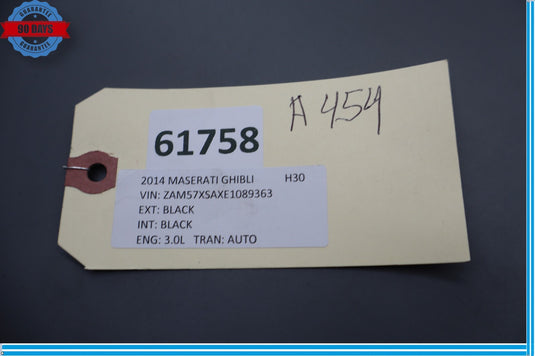 GUARANTEE
90 DAYS
GUARANTEE
A 454
61758
2014 MASERATI GHIBLI H30
VIN: ZAM57XSAXE1089363
EXT: BLACK
INT: BLACK
ENG: 3.0L TRAN: AUTO